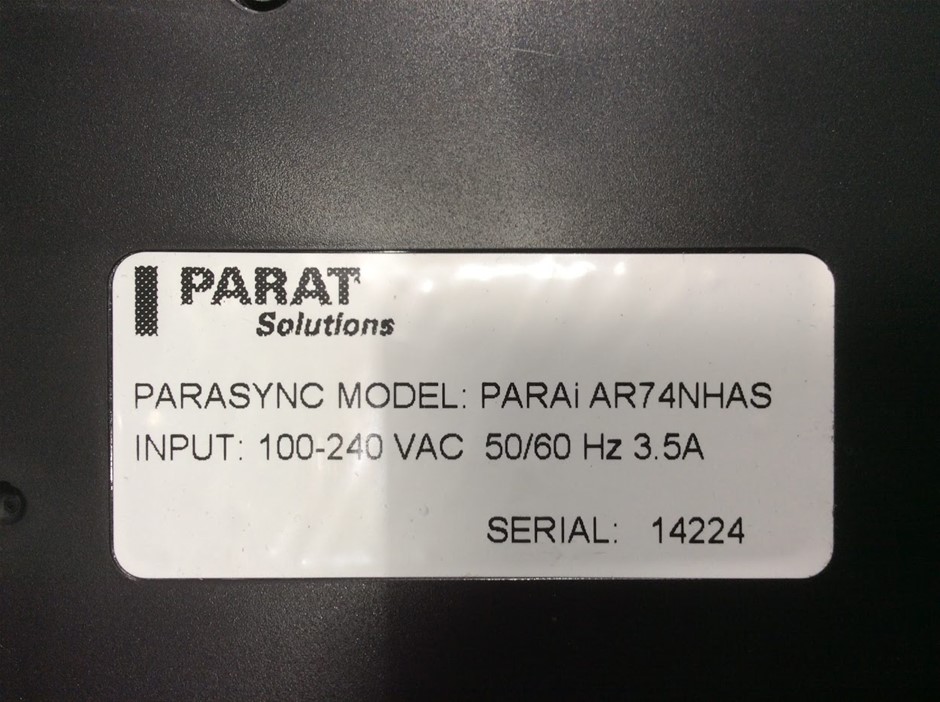 PARAT
Solutions
PARASYNC MODEL: PARAi AR74NHAS
INPUT: 100-240 VAC 50/60 Hz 3.5A
SERIAL: 14224